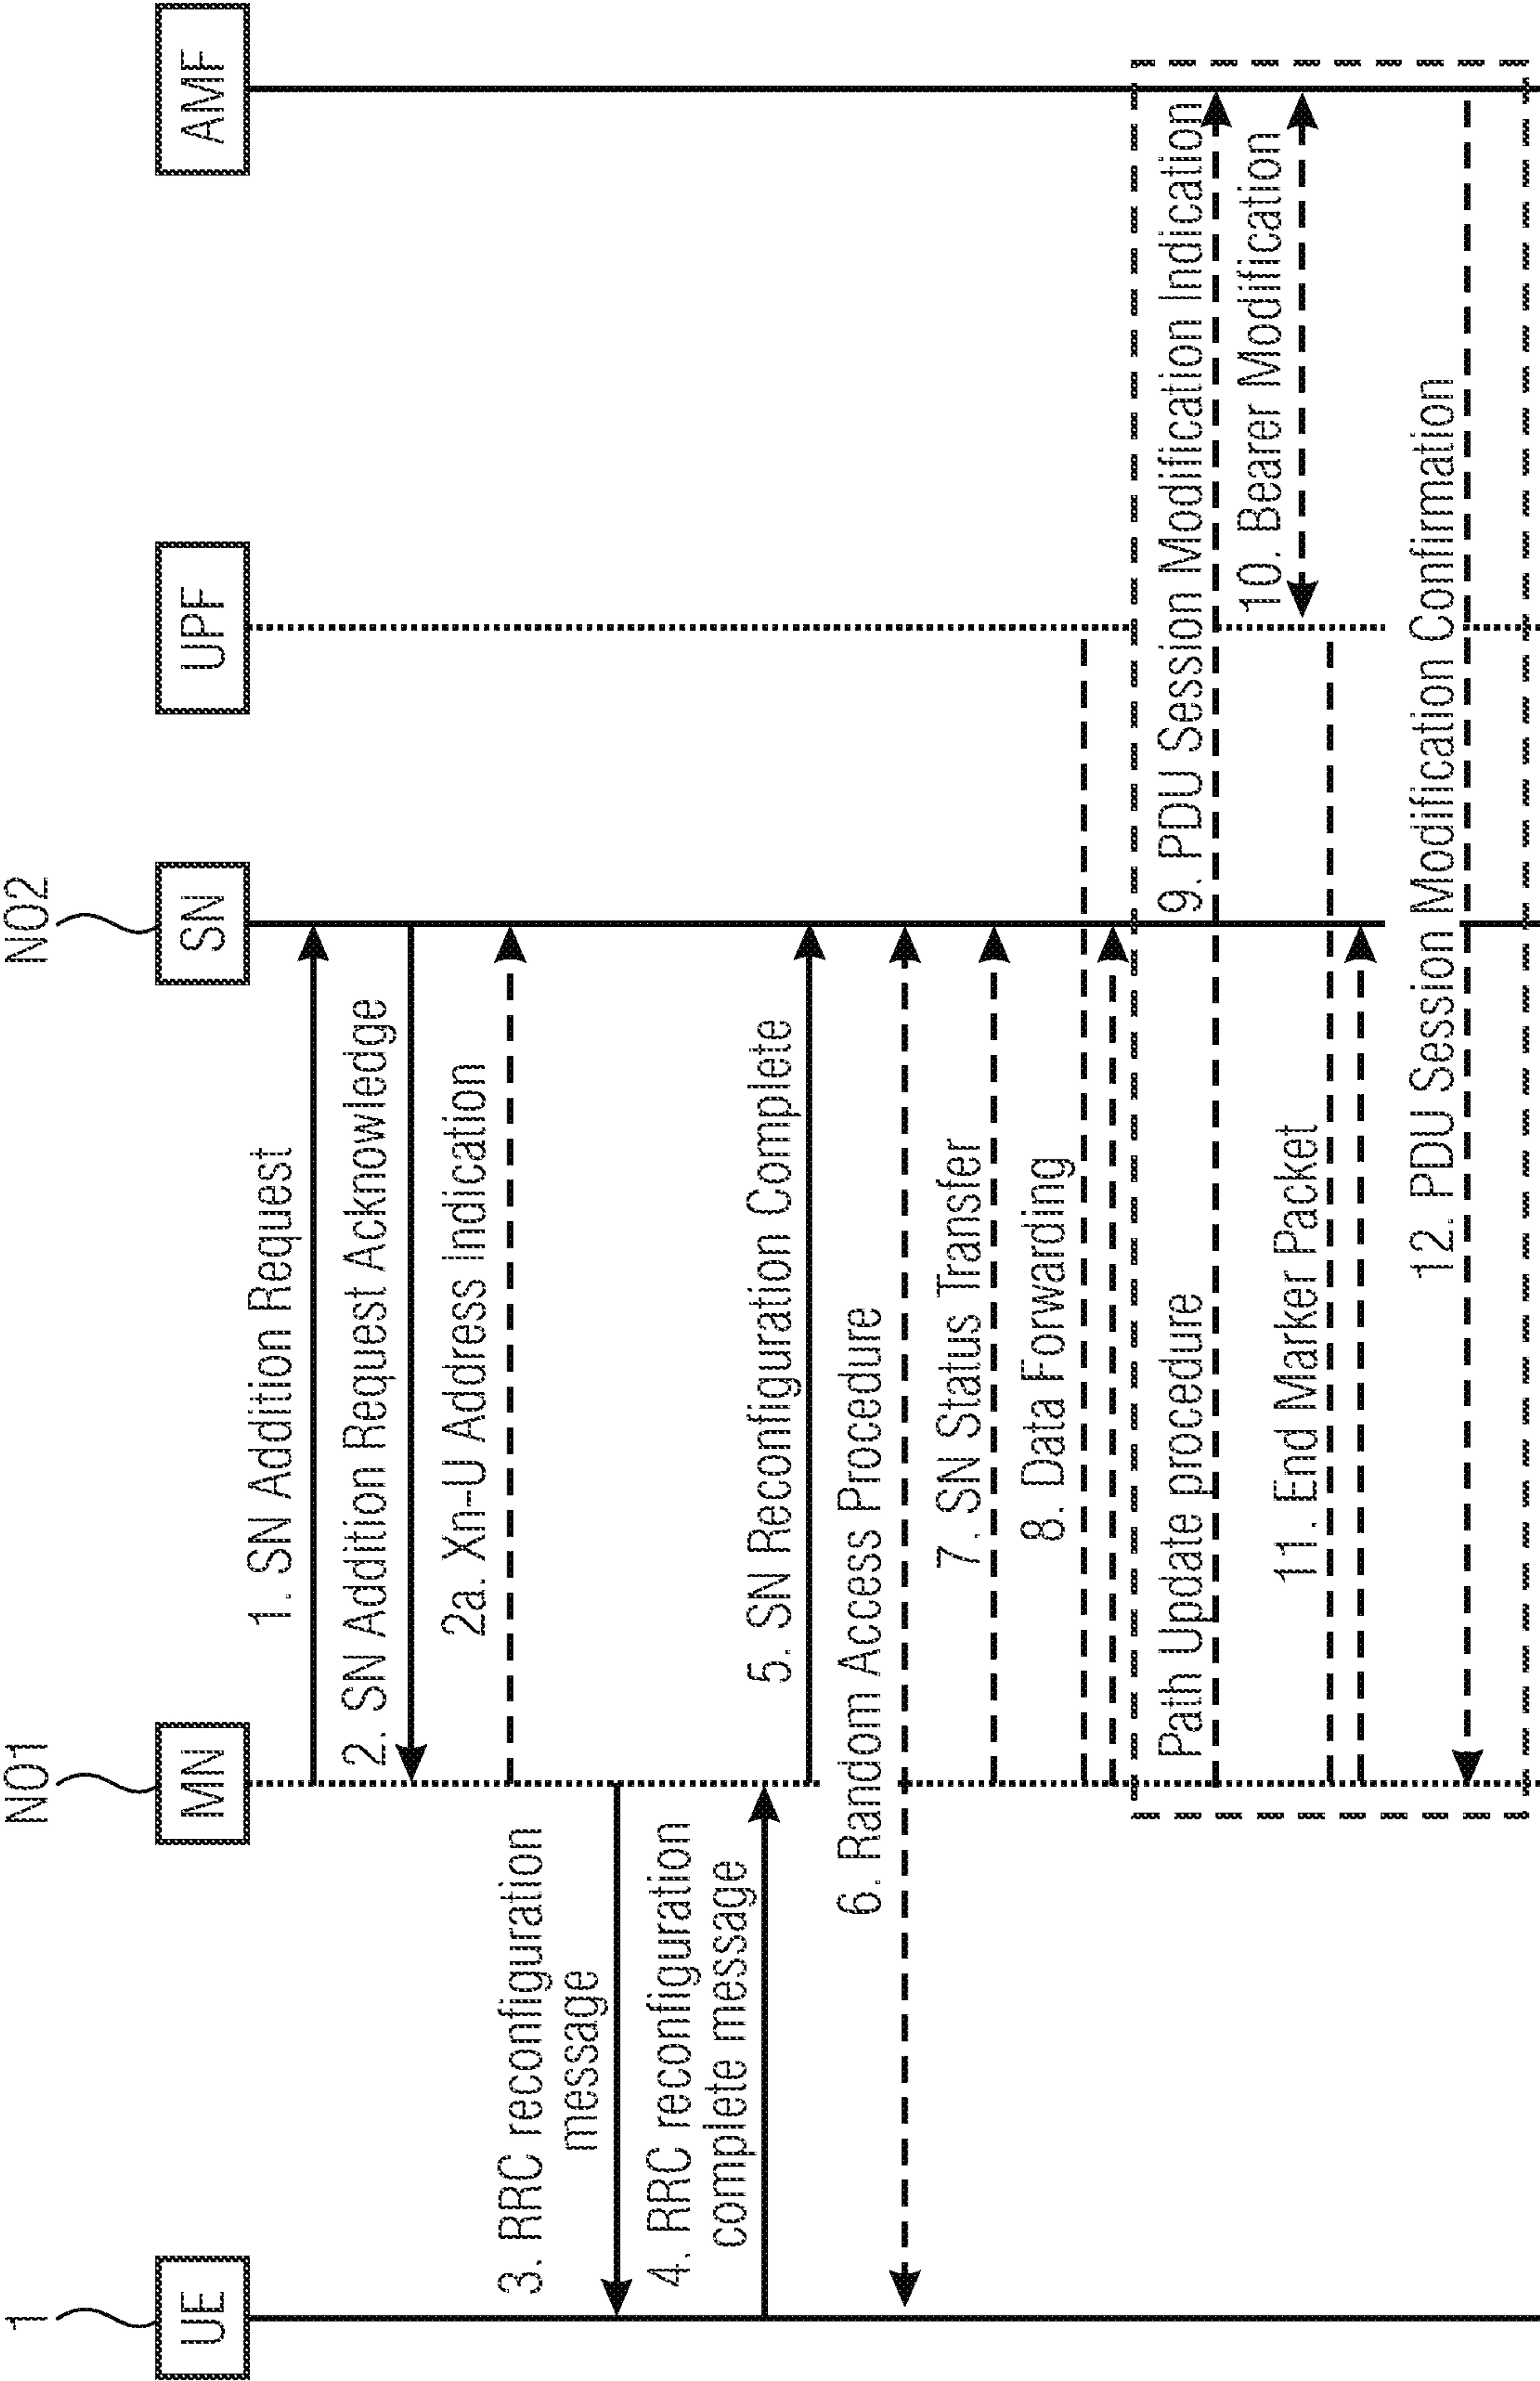 1
NO1
NO2
UE
MN
SN
UPF
AMF
1. SN Addition Request
2. SN Addition Request Acknowledge
2a. Xn-U Address Indication
3. RRC reconfiguration
message
4. RRC reconfiguration
complete message
5. SN Reconfiguration Complete
6. Random Access Procedure
7. SN Status Transfer
8. Data Forwarding
Path Update procedure
9. PDU Session Modification Indication
10. Bearer Modification
11. End Marker Packet
12. PDU Session Modification Confirmation